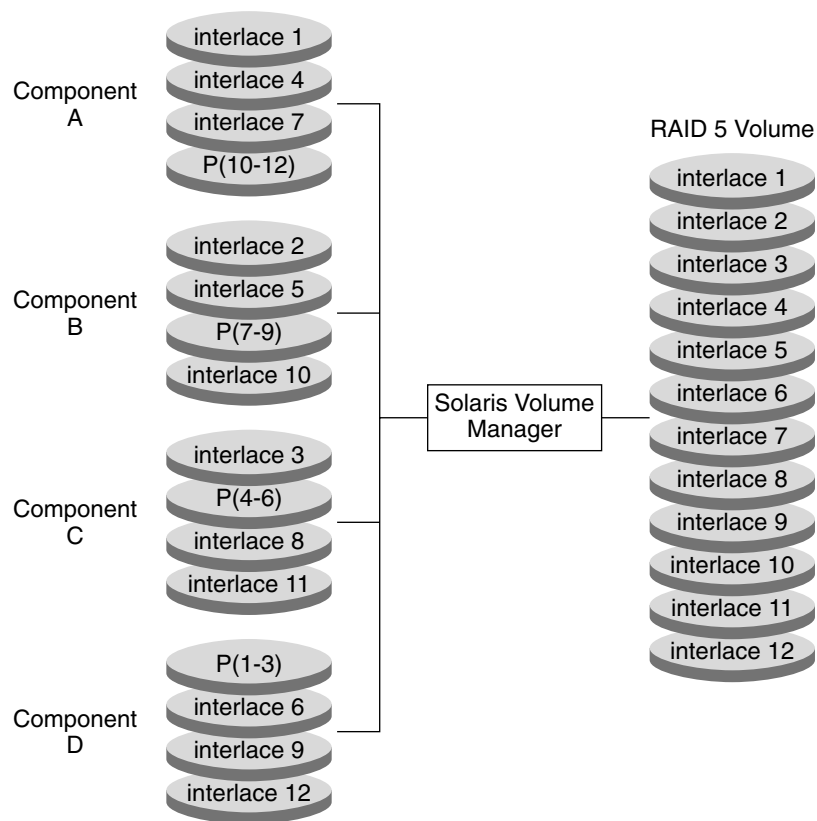 Component
A
interlace 1
interlace 4
interlace 7
P(10-12)
Component
B
interlace 2
interlace 5
P(7-9)
interlace 10
Component
C
interlace 3
P(4-6)
interlace 8
interlace 11
Component
D
P(1-3)
interlace 6
interlace 9
interlace 12
Solaris Volume
Manager
RAID 5 Volume
interlace 1
interlace 2
interlace 3
interlace 4
interlace 5
interlace 6
interlace 7
interlace 8
interlace 9
interlace 10
interlace 11
interlace 12